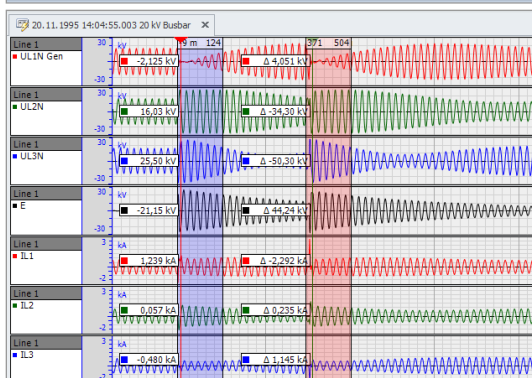 20.11.1995 14:04:55.003 20 kV Busbar
Line 1
UL1N Gen
30 kV
9 m 124
371 504
-2,125 kV
Δ 4,051 kV
-30
Line 1
UL2N
30 kV
16,03 kV
Δ -34,30 kV
-30
Line 1
UL3N
30 kV
25,50 kV
Δ -50,30 kV
-30
Line 1
E
30 kV
-21,15 kV
Δ 44,24 kV
-30
Line 1
IL1
3 kA
1,239 kA
Δ -2,292 kA
-2
Line 1
IL2
3 kA
0,057 kA
Δ 0,235 kA
-2
Line 1
IL3
3 kA
-0,480 kA
Δ 1,145 kA
-2